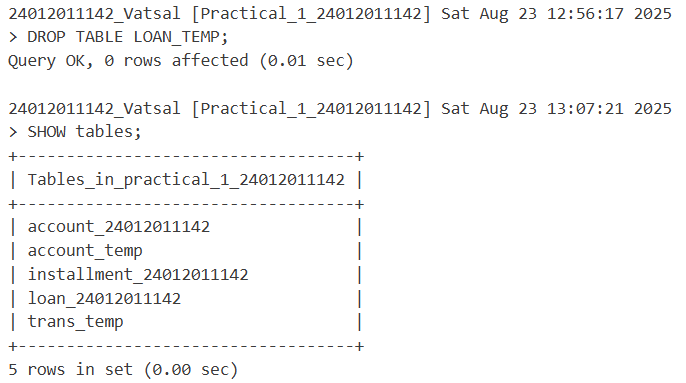 24012011142_Vatsal [Practical_1_24012011142] Sat Aug 23 12:56:17 2025
> DROP TABLE LOAN_TEMP;
Query OK, 0 rows affected (0.01 sec)

24012011142_Vatsal [Practical_1_24012011142] Sat Aug 23 13:07:21 2025
> SHOW tables;
+----------------------------------+
| Tables_in_practical_1_24012011142 |
+----------------------------------+
| account_24012011142               |
| account_temp                      |
| installment_24012011142           |
| loan_24012011142                  |
| trans_temp                        |
+----------------------------------+
5 rows in set (0.00 sec)